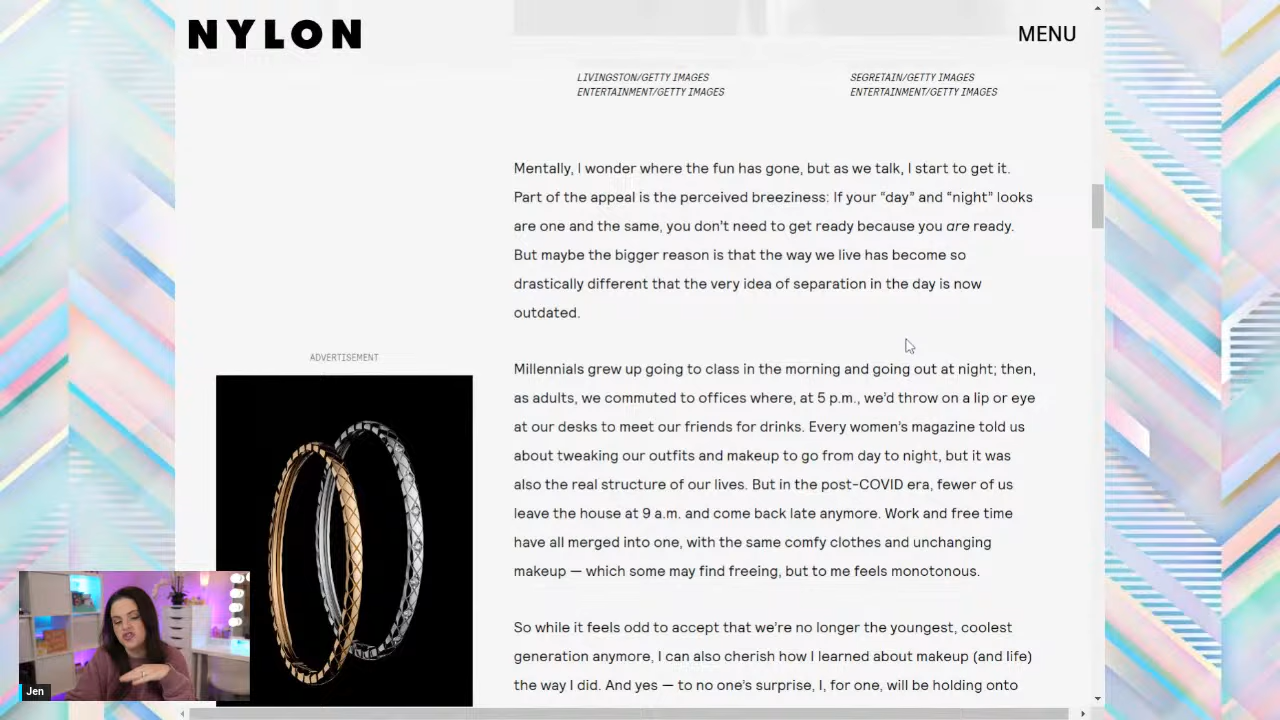 NYLON
MENU
LIVINGSTON/GETTY IMAGES
ENTERTAINMENT/GETTY IMAGES
SEGRETAIN/GETTY IMAGES
ENTERTAINMENT/GETTY IMAGES
Mentally, I wonder where the fun has gone, but as we talk, I start to get it.
Part of the appeal is the perceived breeziness: If your “day” and “night” looks
are one and the same, you don’t need to get ready because you are ready.
But maybe the bigger reason is that the way we live has become so
drastically different that the very idea of separation in the day is now
outdated.
ADVERTISEMENT
Millennials grew up going to class in the morning and going out at night; then,
as adults, we commuted to offices where, at 5 p.m., we’d throw on a lip or eye
at our desks to meet our friends for drinks. Every women’s magazine told us
about tweaking our outfits and makeup to go from day to night, but it was
also the real structure of our lives. But in the post-COVID era, fewer of us
leave the house at 9 a.m. and come back late anymore. Work and free time
have all merged into one, with the same comfy clothes and unchanging
makeup — which some may find freeing, but to me feels monotonous.
So while it feels odd to accept that we’re no longer the youngest, coolest
generation anymore, I can also cherish how I learned about makeup (and life)
the way I did. And yes — to no one’s surprise, I, for one, will be holding onto
Jen